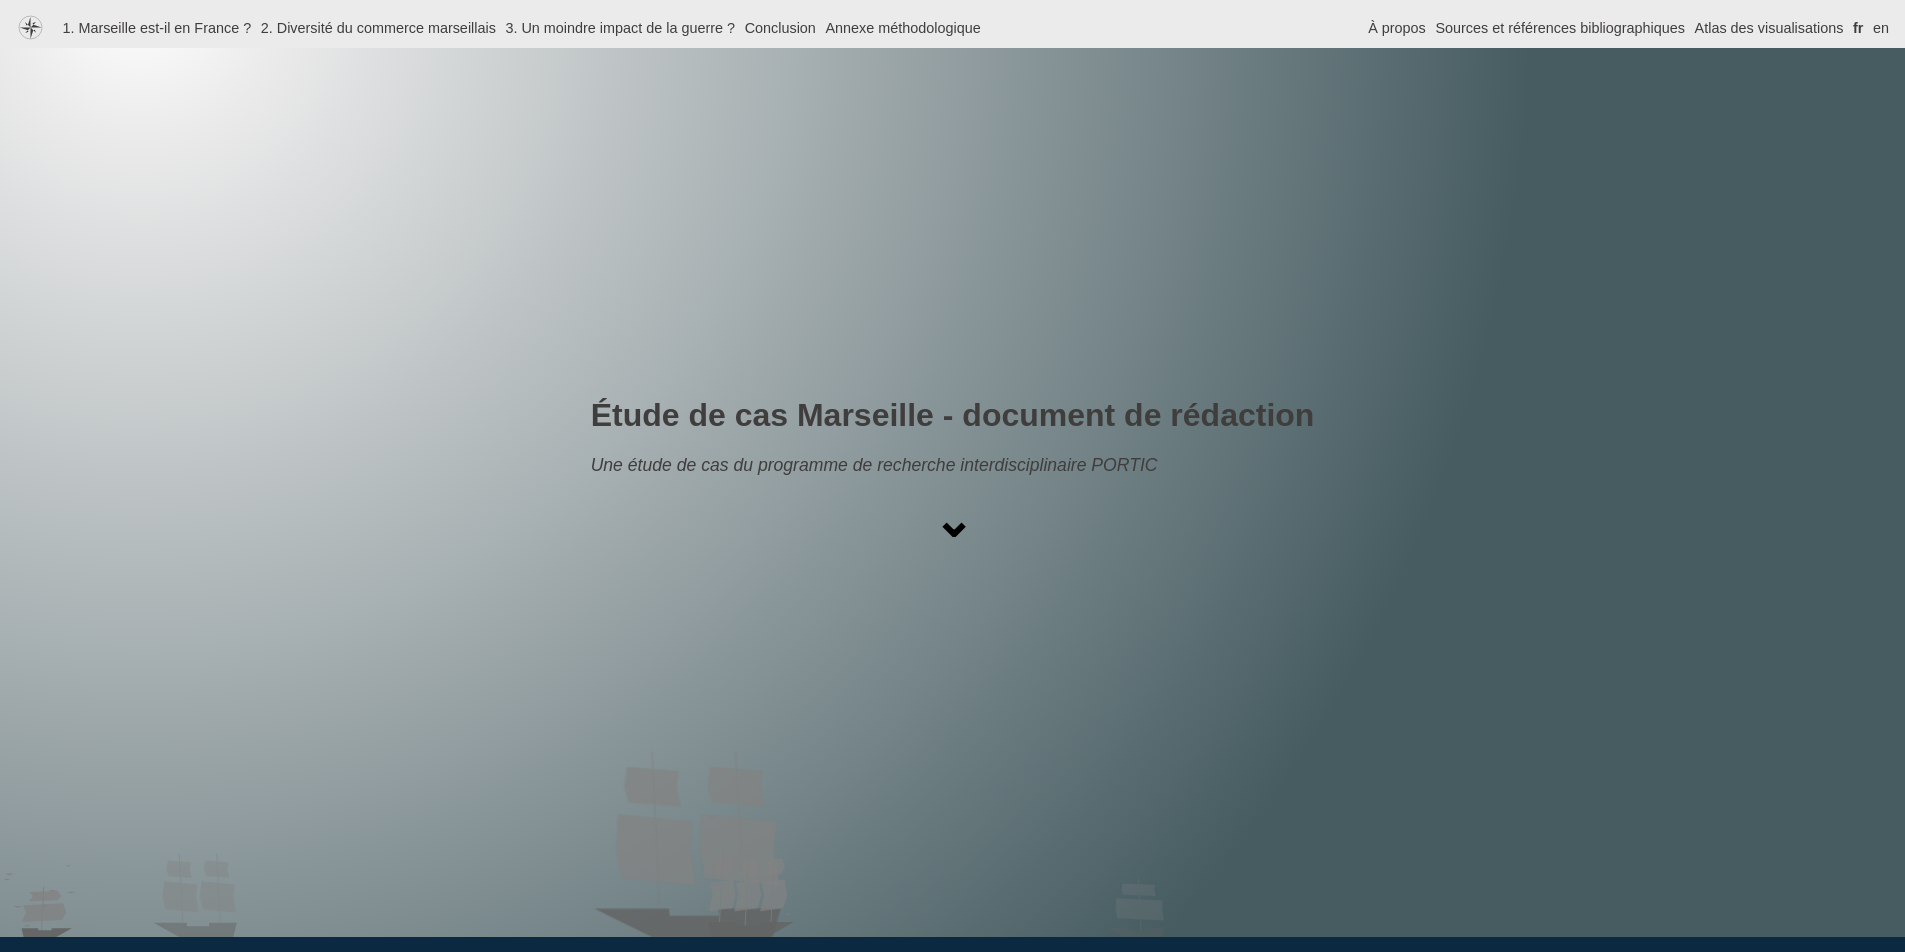 1. Marseille est-il en France ? 2. Diversité du commerce marseillais 3. Un moindre impact de la guerre ? Conclusion Annexe méthodologique À propos Sources et références bibliographiques Atlas des visualisations fr en
Étude de cas Marseille - document de rédaction
Une étude de cas du programme de recherche interdisciplinaire PORTIC